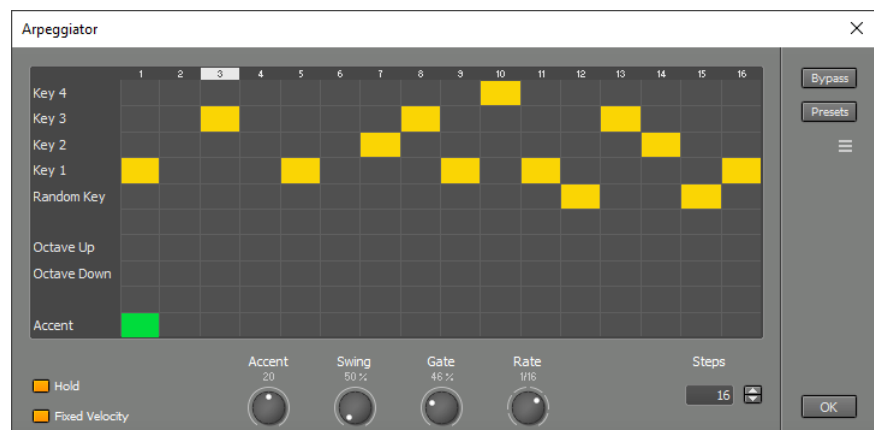 Arpeggiator
1 2 3 4 5 6 7 8 9 10 11 12 13 14 15 16
Bypass
Key 4
Key 3
Presets
Key 2
Key 1
Random Key
Octave Up
Octave Down
Accent
Accent Swing Gate Rate Steps
20 50 % 46 % 1/16
Hold
16
Fixed Velocity
OK